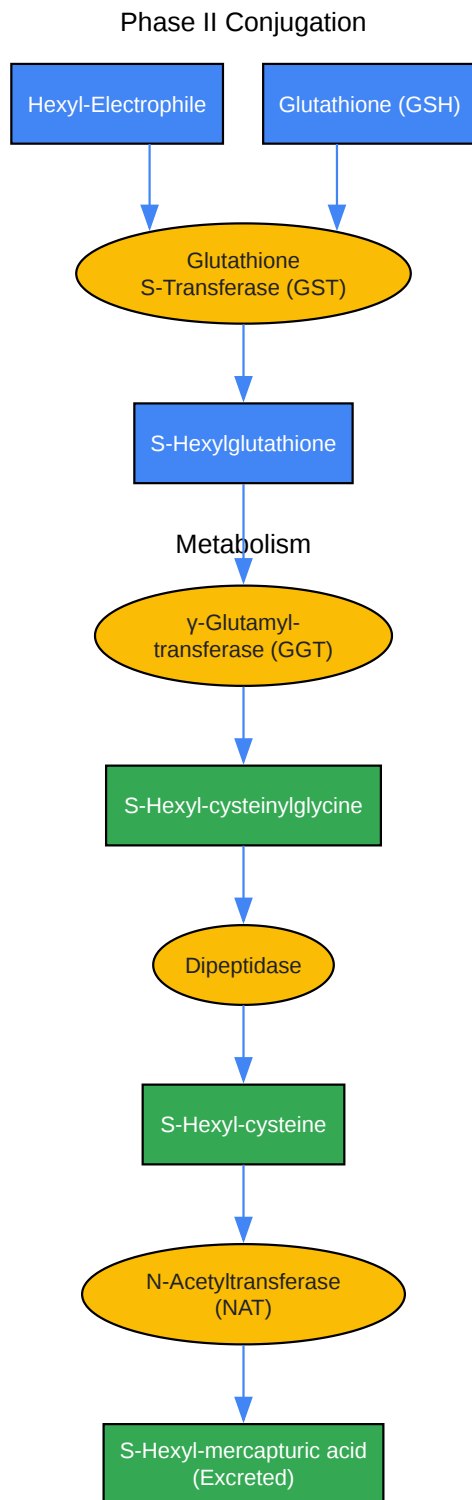 Phase II Conjugation
Hexyl-Electrophile
Glutathione (GSH)
Glutathione
S-Transferase (GST)
S-Hexylglutathione
Metabolism
γ-Glutamyl-
transferase (GGT)
S-Hexyl-cysteinylglycine
Dipeptidase
S-Hexyl-cysteine
N-Acetyltransferase
(NAT)
S-Hexyl-mercapturic acid
(Excreted)